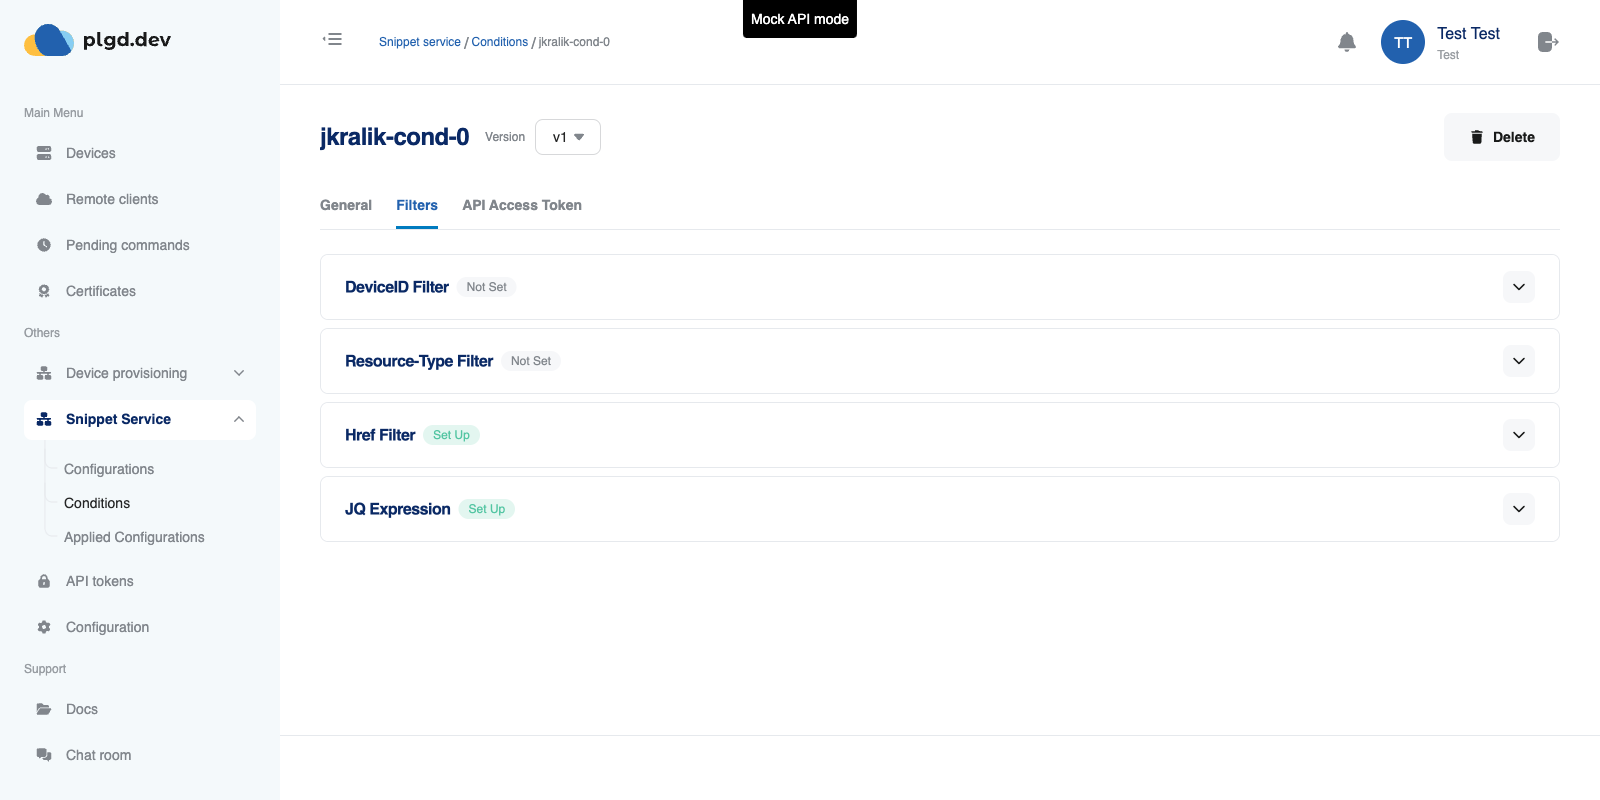 plgd.dev
Mock API mode
Snippet service / Conditions / jkralik-cond-0
TT
Test Test
Test
Main Menu
Devices
Remote clients
Pending commands
Certificates
Others
Device provisioning
Snippet Service
Configurations
Conditions
Applied Configurations
API tokens
Configuration
Support
Docs
Chat room
jkralik-cond-0 Version v1
Delete
General Filters API Access Token
DeviceID Filter Not Set
Resource-Type Filter Not Set
Href Filter Set Up
JQ Expression Set Up